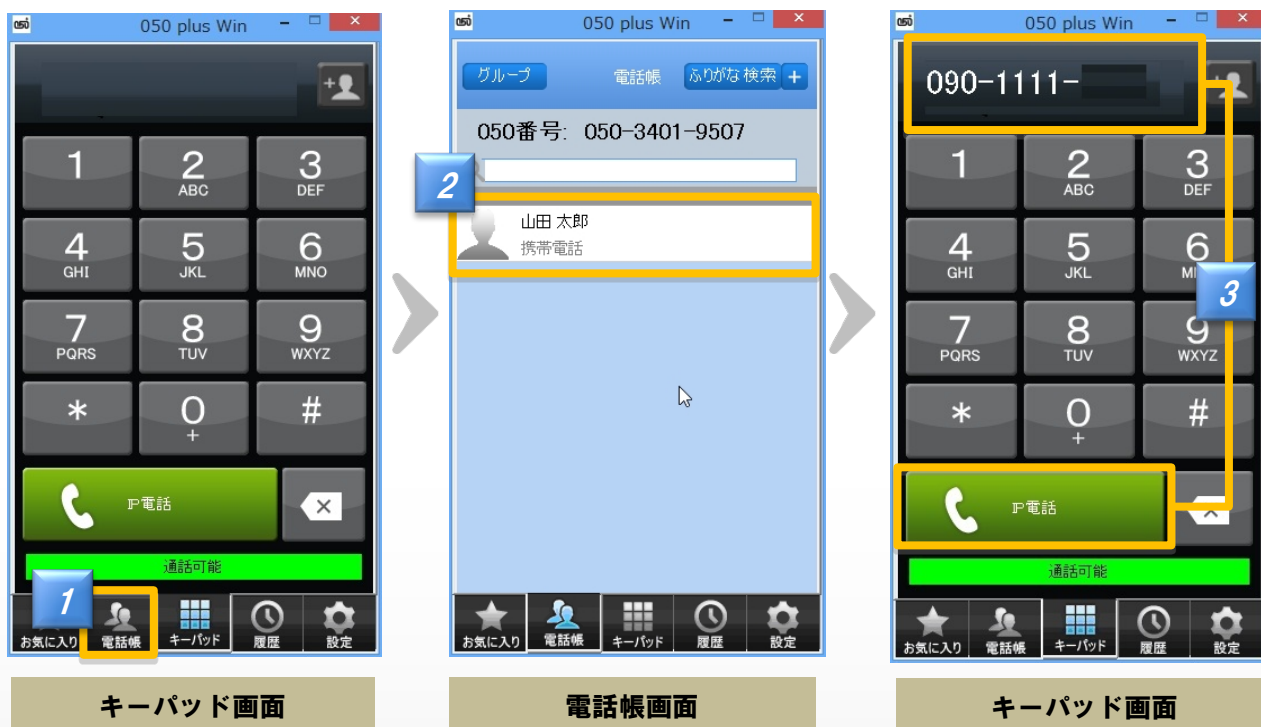 050 050 plus Win
1
2 ABC
3 DEF
4 GHI
5 JKL
6 MNO
7 PQRS
8 TUV
9 WXYZ
*
0 +
#
IP電話
通話可能
1
お気に入り 電話帳 キーパッド 履歴 設定
キーパッド画面
050 050 plus Win
グループ 電話帳 ふりがな検索 +
050番号: 050-3401-9507
2
山田 太郎
携帯電話
お気に入り 電話帳 キーパッド 履歴 設定
電話帳画面
050 050 plus Win
090-1111-
1
2 ABC
3 DEF
4 GHI
5 JKL
6
3
7 PQRS
8 TUV
9 WXYZ
*
0 +
#
IP電話
通話可能
お気に入り 電話帳 キーパッド 履歴 設定
キーパッド画面